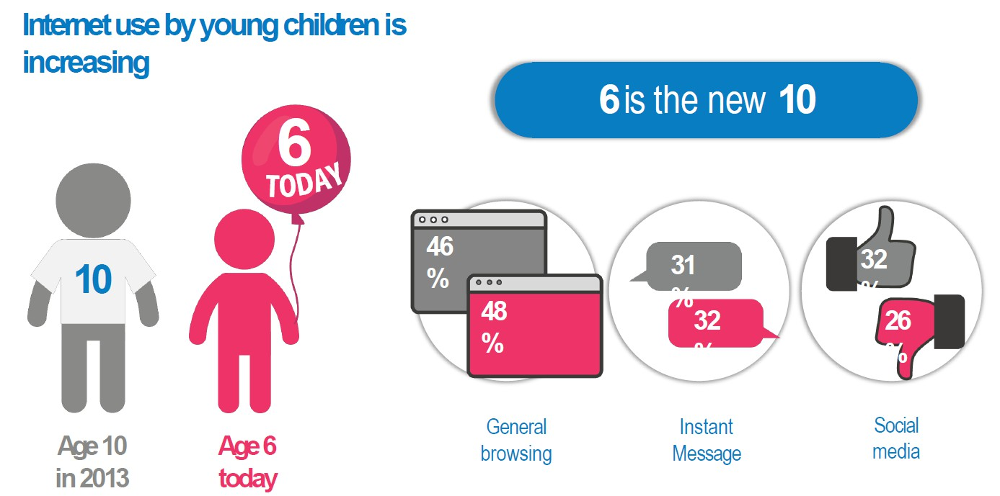 Internet use by young children is
increasing
6 is the new 10
6
TODAY
10
46
%
48
%
31
%
32
%
32
%
26
%
General
browsing
Instant
Message
Social
media
Age 10
in 2013
Age 6
today